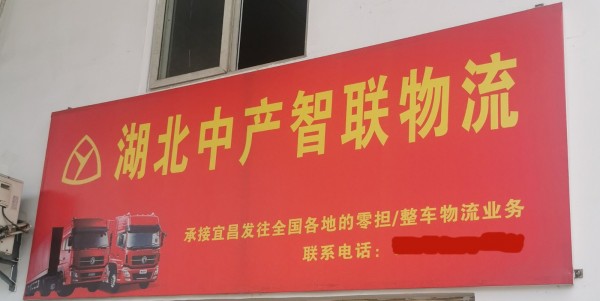 湖北中产智联物流
承接宜昌发往全国各地的零担/整车物流业务
联系电话：